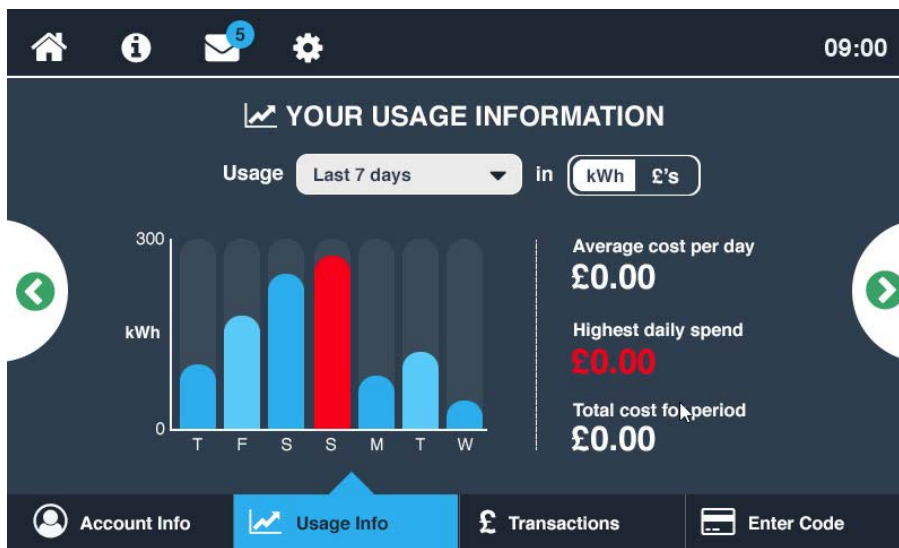 5
09:00
YOUR USAGE INFORMATION
Usage Last 7 days in kWh £'s
300
kWh
0
T F S S M T W
Average cost per day
£0.00
Highest daily spend
£0.00
Total cost for period
£0.00
Account Info
Usage Info
£ Transactions
Enter Code